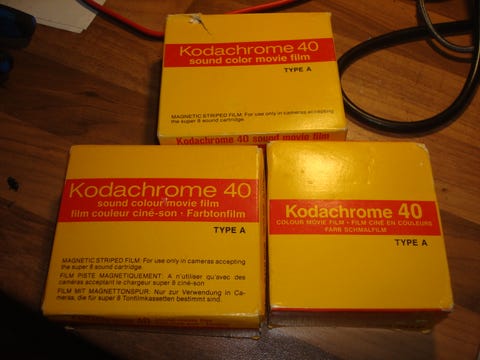 Kodachrome 40
sound color movie film
TYPE A
MAGNETIC STRIPED FILM: For use only in cameras accepting
the super 8 sound cartridge.
Kodachrome 40 sound movie film
Kodachrome 40
sound colour movie film
film couleur ciné-son · Farbtonfilm
TYPE A
MAGNETIC STRIPED FILM: For use only in cameras accepting
the super 8 sound cartridge.
FILM PISTE MAGNETIQUEMENT: A n'utiliser qu'avec des
caméras acceptant le chargeur super 8 ciné-son
FILM MIT MAGNETTONSPUR: Nur zur Verwendung in Ca-
meras, die für super 8 Tonfilmkassetten bestimmt sind.
Kodachrome 40
COLOUR MOVIE FILM · FILM CINÉ EN COULEURS
FARB SCHMALFILM
TYPE A